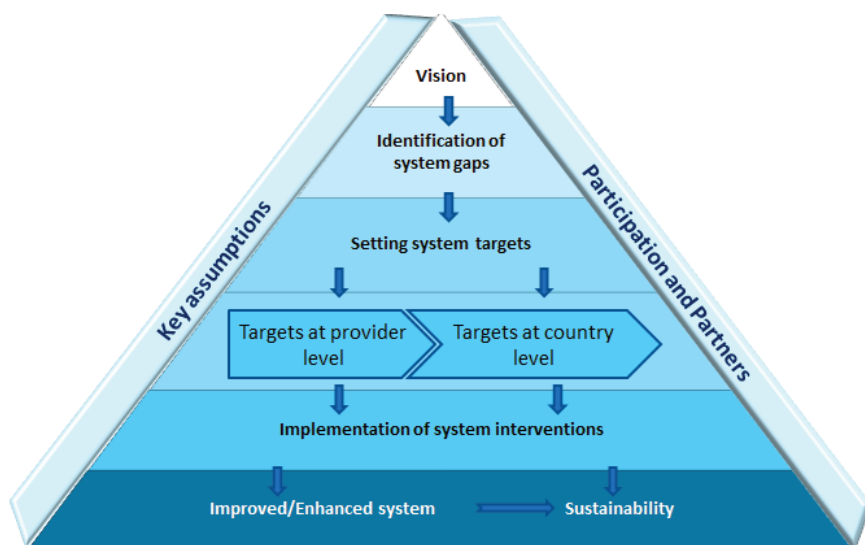 Vision
Identification of
system gaps
Setting system targets
Key assumptions
Participation and Partners
Targets at provider
level
Targets at country
level
Implementation of system interventions
Improved/Enhanced system
Sustainability